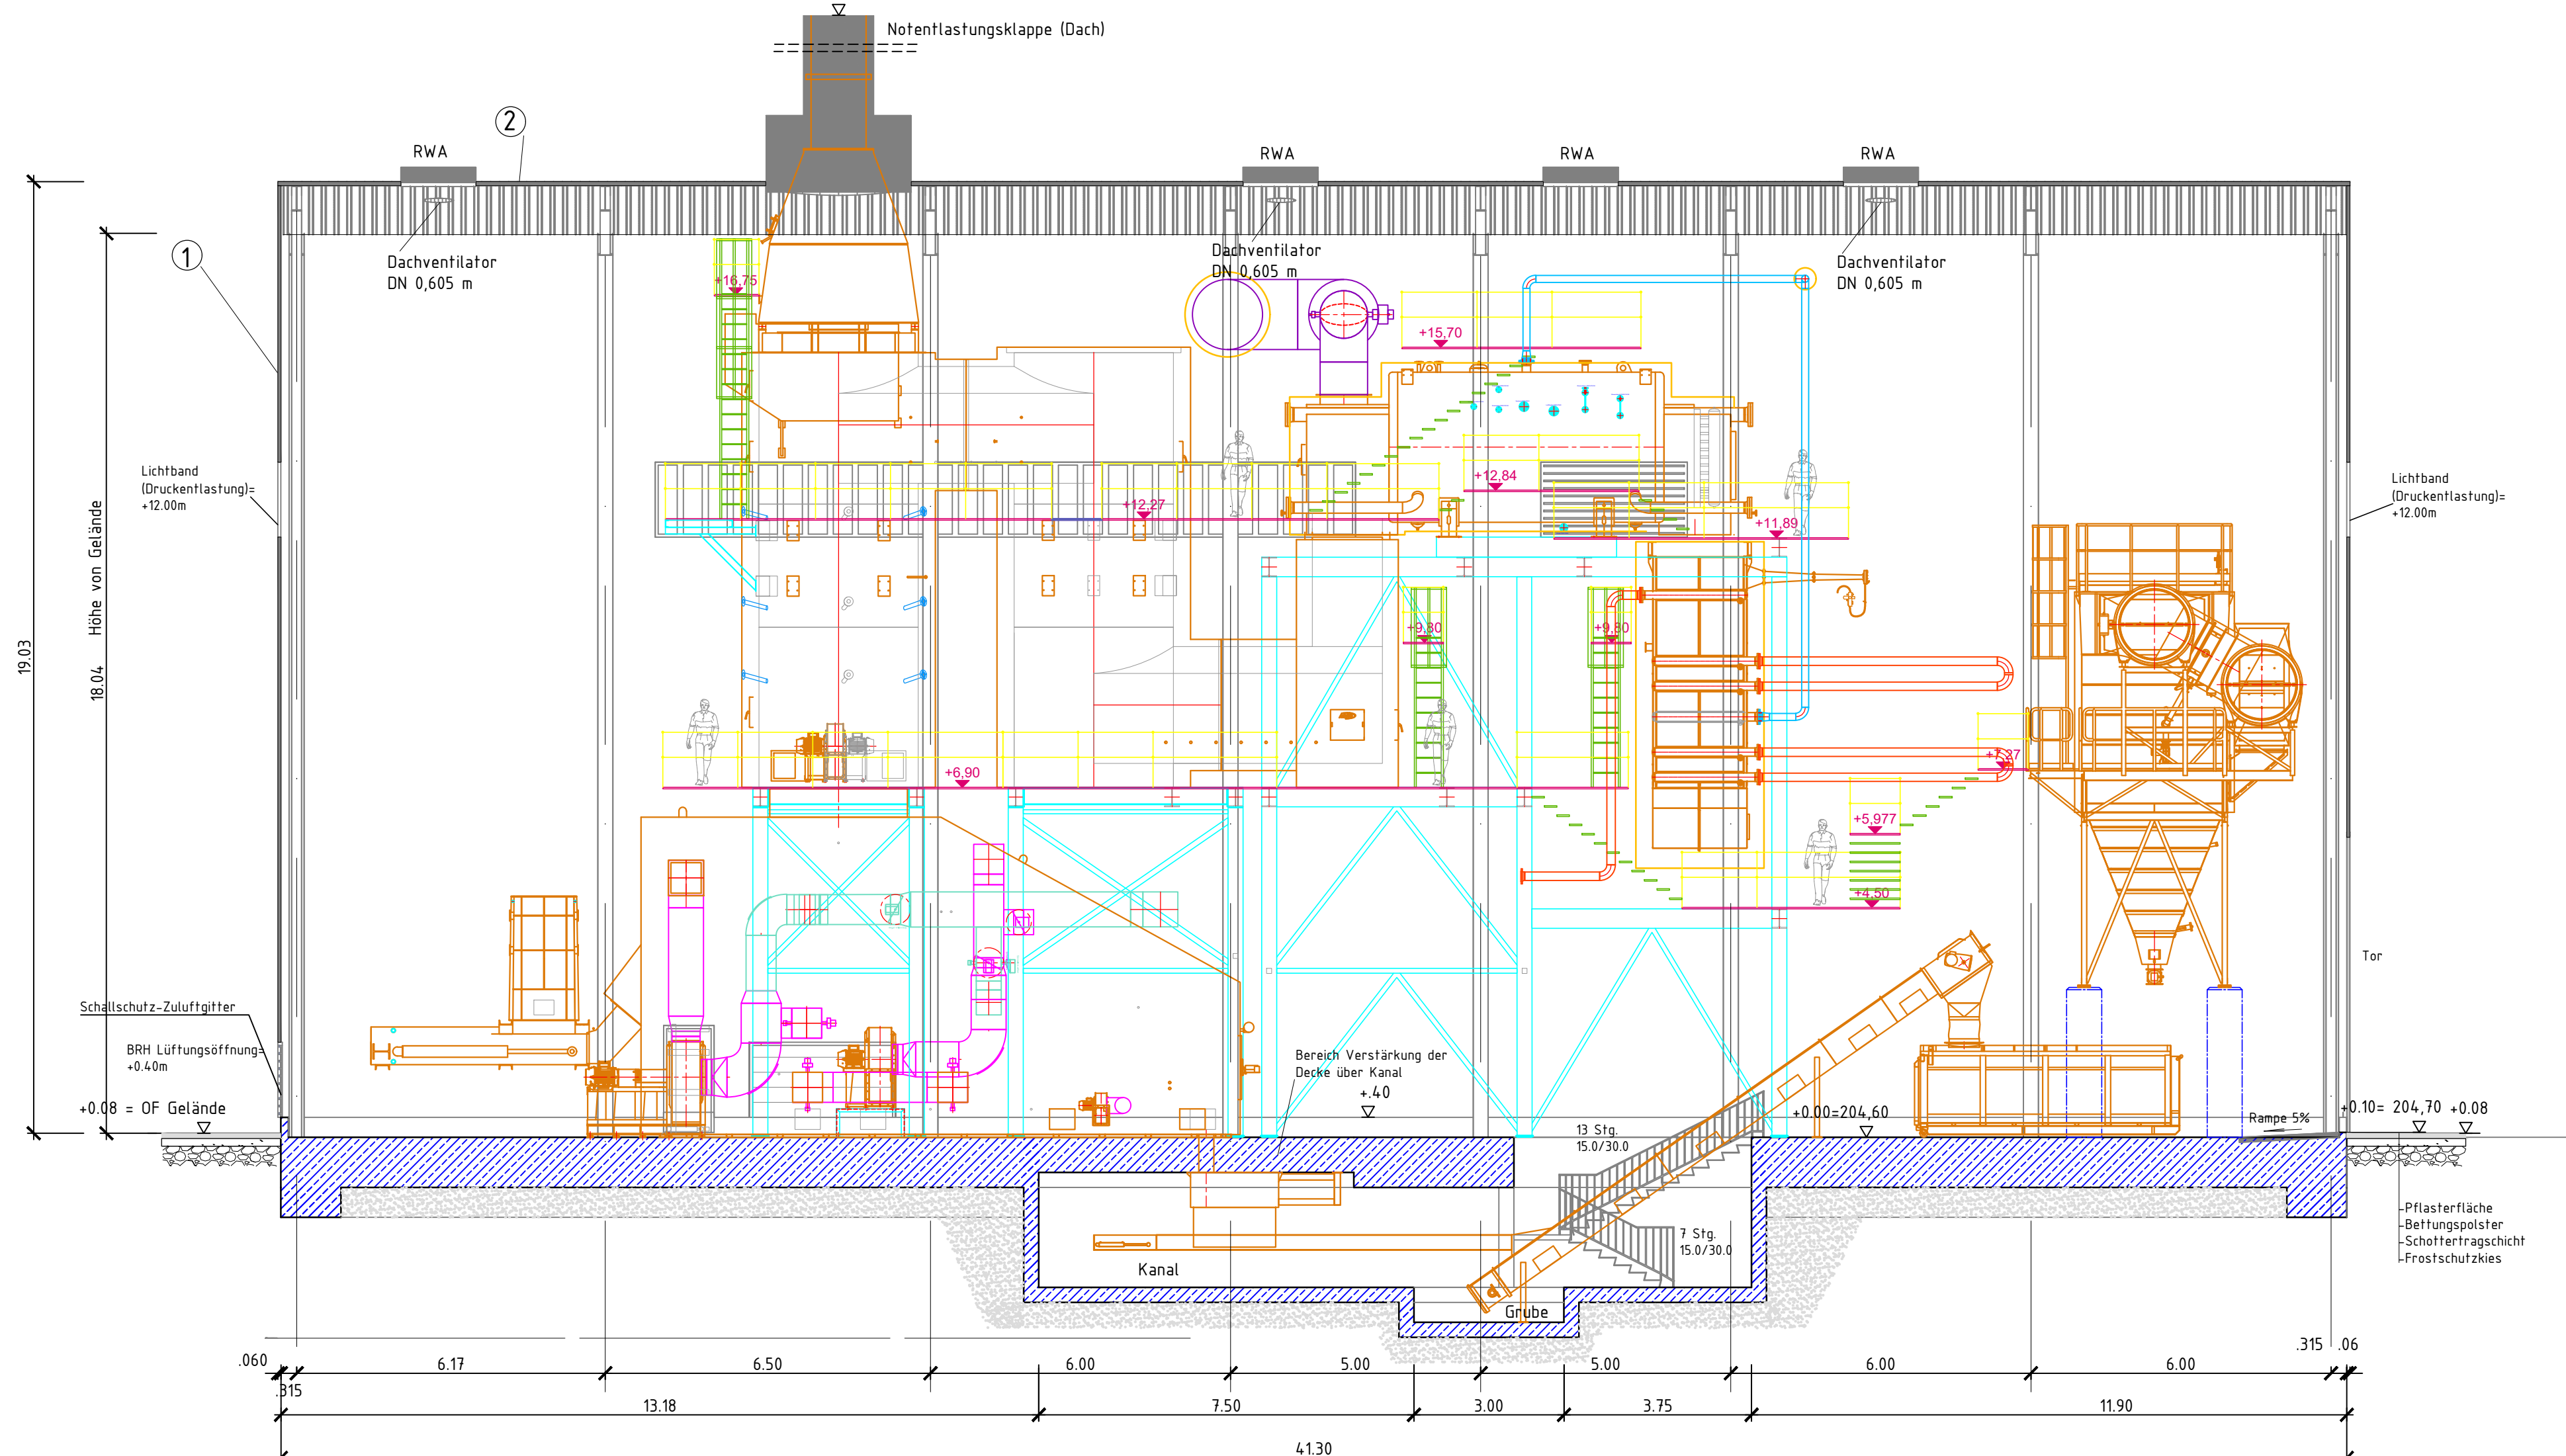 Notentlastungsklappe (Dach)
2
RWA
RWA
RWA
RWA
1
Dachventilator
DN 0,605 m
Dachventilator
DN 0,605 m
Dachventilator
DN 0,605 m
+16,75
+15,70
Lichtband
(Druckentlastung)=
+12.00m
Lichtband
(Druckentlastung)=
+12.00m
+12,84
+12,27
+11,89
19.03
18.04 Höhe von Gelände
+9,80
+9,80
+7,27
+6,90
+5,977
+4,50
Tor
Schallschutz-Zuluftgitter
BRH Lüftungsöffnung=
+0.40m
Bereich Verstärkung der
Decke über Kanal
+.40
+0.08 = OF Gelände
+0.00=204,60
Rampe 5%
+0.10= 204,70
+0.08
13 Stg.
15.0/30.0
7 Stg.
15.0/30.0
Pflasterfläche
Bettungspolster
Schottertragschicht
Frostschutzkies
Kanal
Grube
.060
.315
6.17
6.50
6.00
5.00
5.00
6.00
6.00
.315
.06
13.18
7.50
3.00
3.75
11.90
41.30